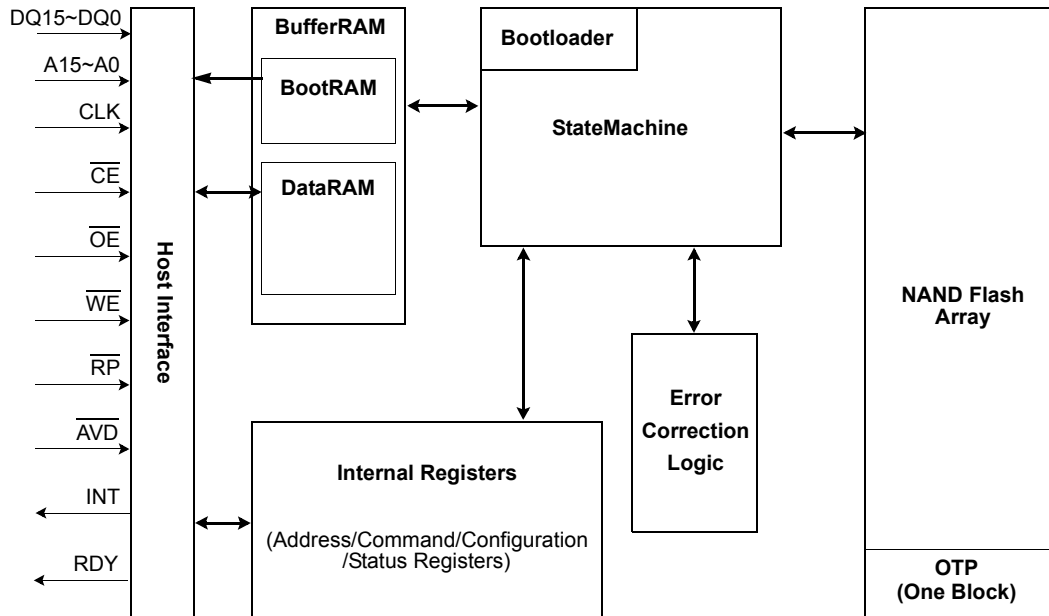 DQ15~DQ0
A15~A0
CLK
CE
OE
WE
RP
AVD
INT
RDY
Host Interface
BufferRAM
BootRAM
DataRAM
Bootloader
StateMachine
Internal Registers
(Address/Command/Configuration
/Status Registers)
Error
Correction
Logic
NAND Flash
Array
OTP
(One Block)